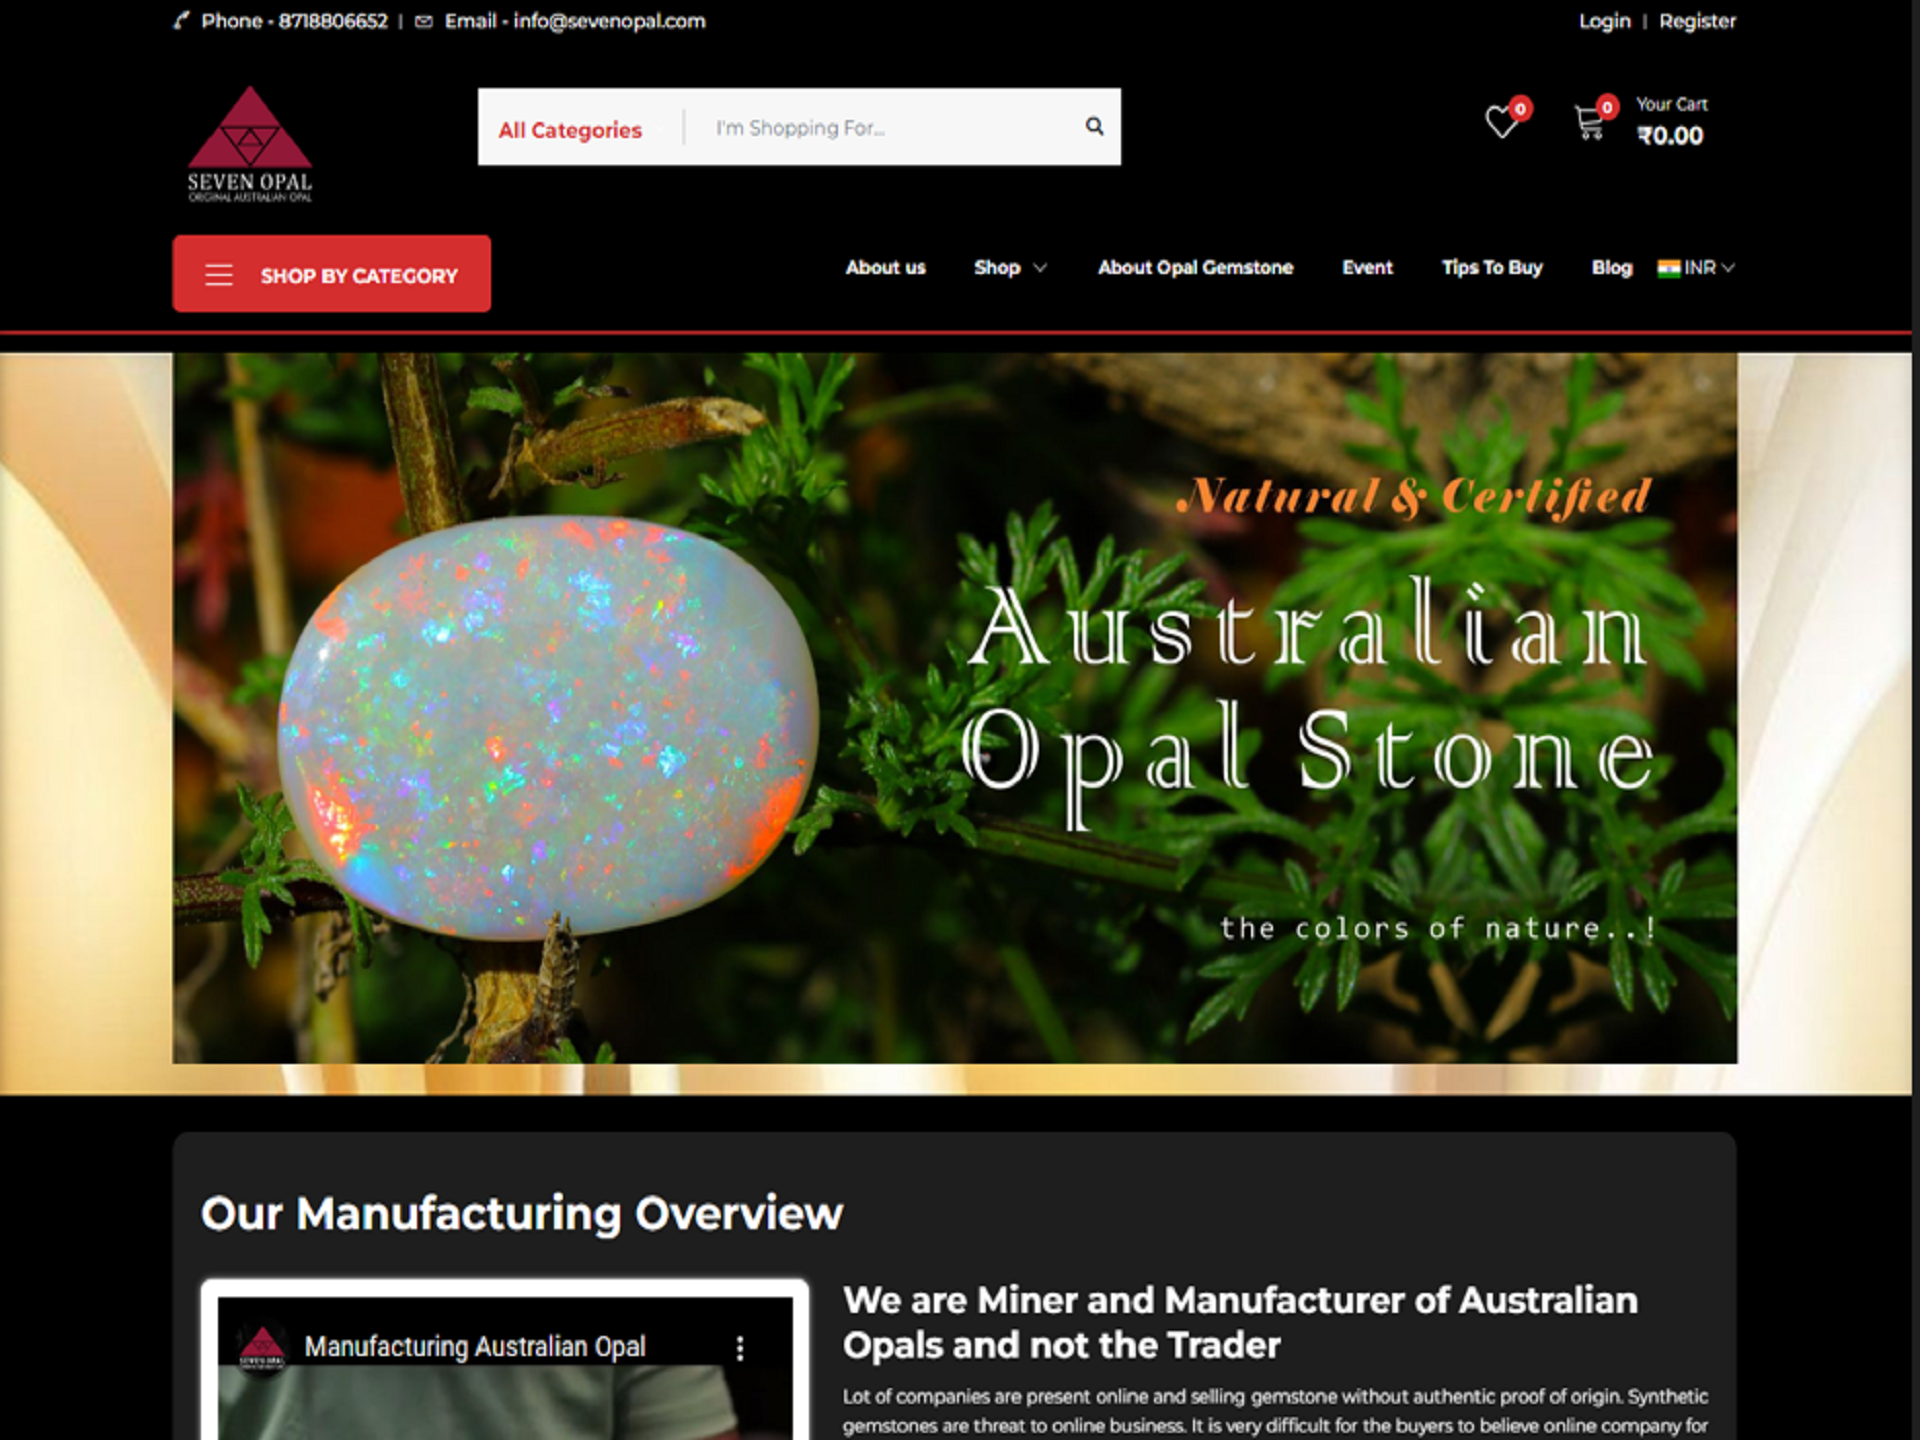 Phone - 8718806652 | Email - info@sevenopal.com
Login | Register
SEVEN OPAL
ORIGINAL AUSTRALIAN OPAL
All Categories
I'm Shopping For...
0
0
Your Cart
₹0.00
SHOP BY CATEGORY
About us
Shop
About Opal Gemstone
Event
Tips To Buy
Blog
INR
Natural & Certified
Australian
Opal Stone
the colors of nature..!
Our Manufacturing Overview
SEVEN OPAL
Manufacturing Australian Opal
We are Miner and Manufacturer of Australian
Opals and not the Trader
Lot of companies are present online and selling gemstone without authentic proof of origin. Synthetic
gemstones are threat to online business. It is very difficult for the buyers to believe online company for